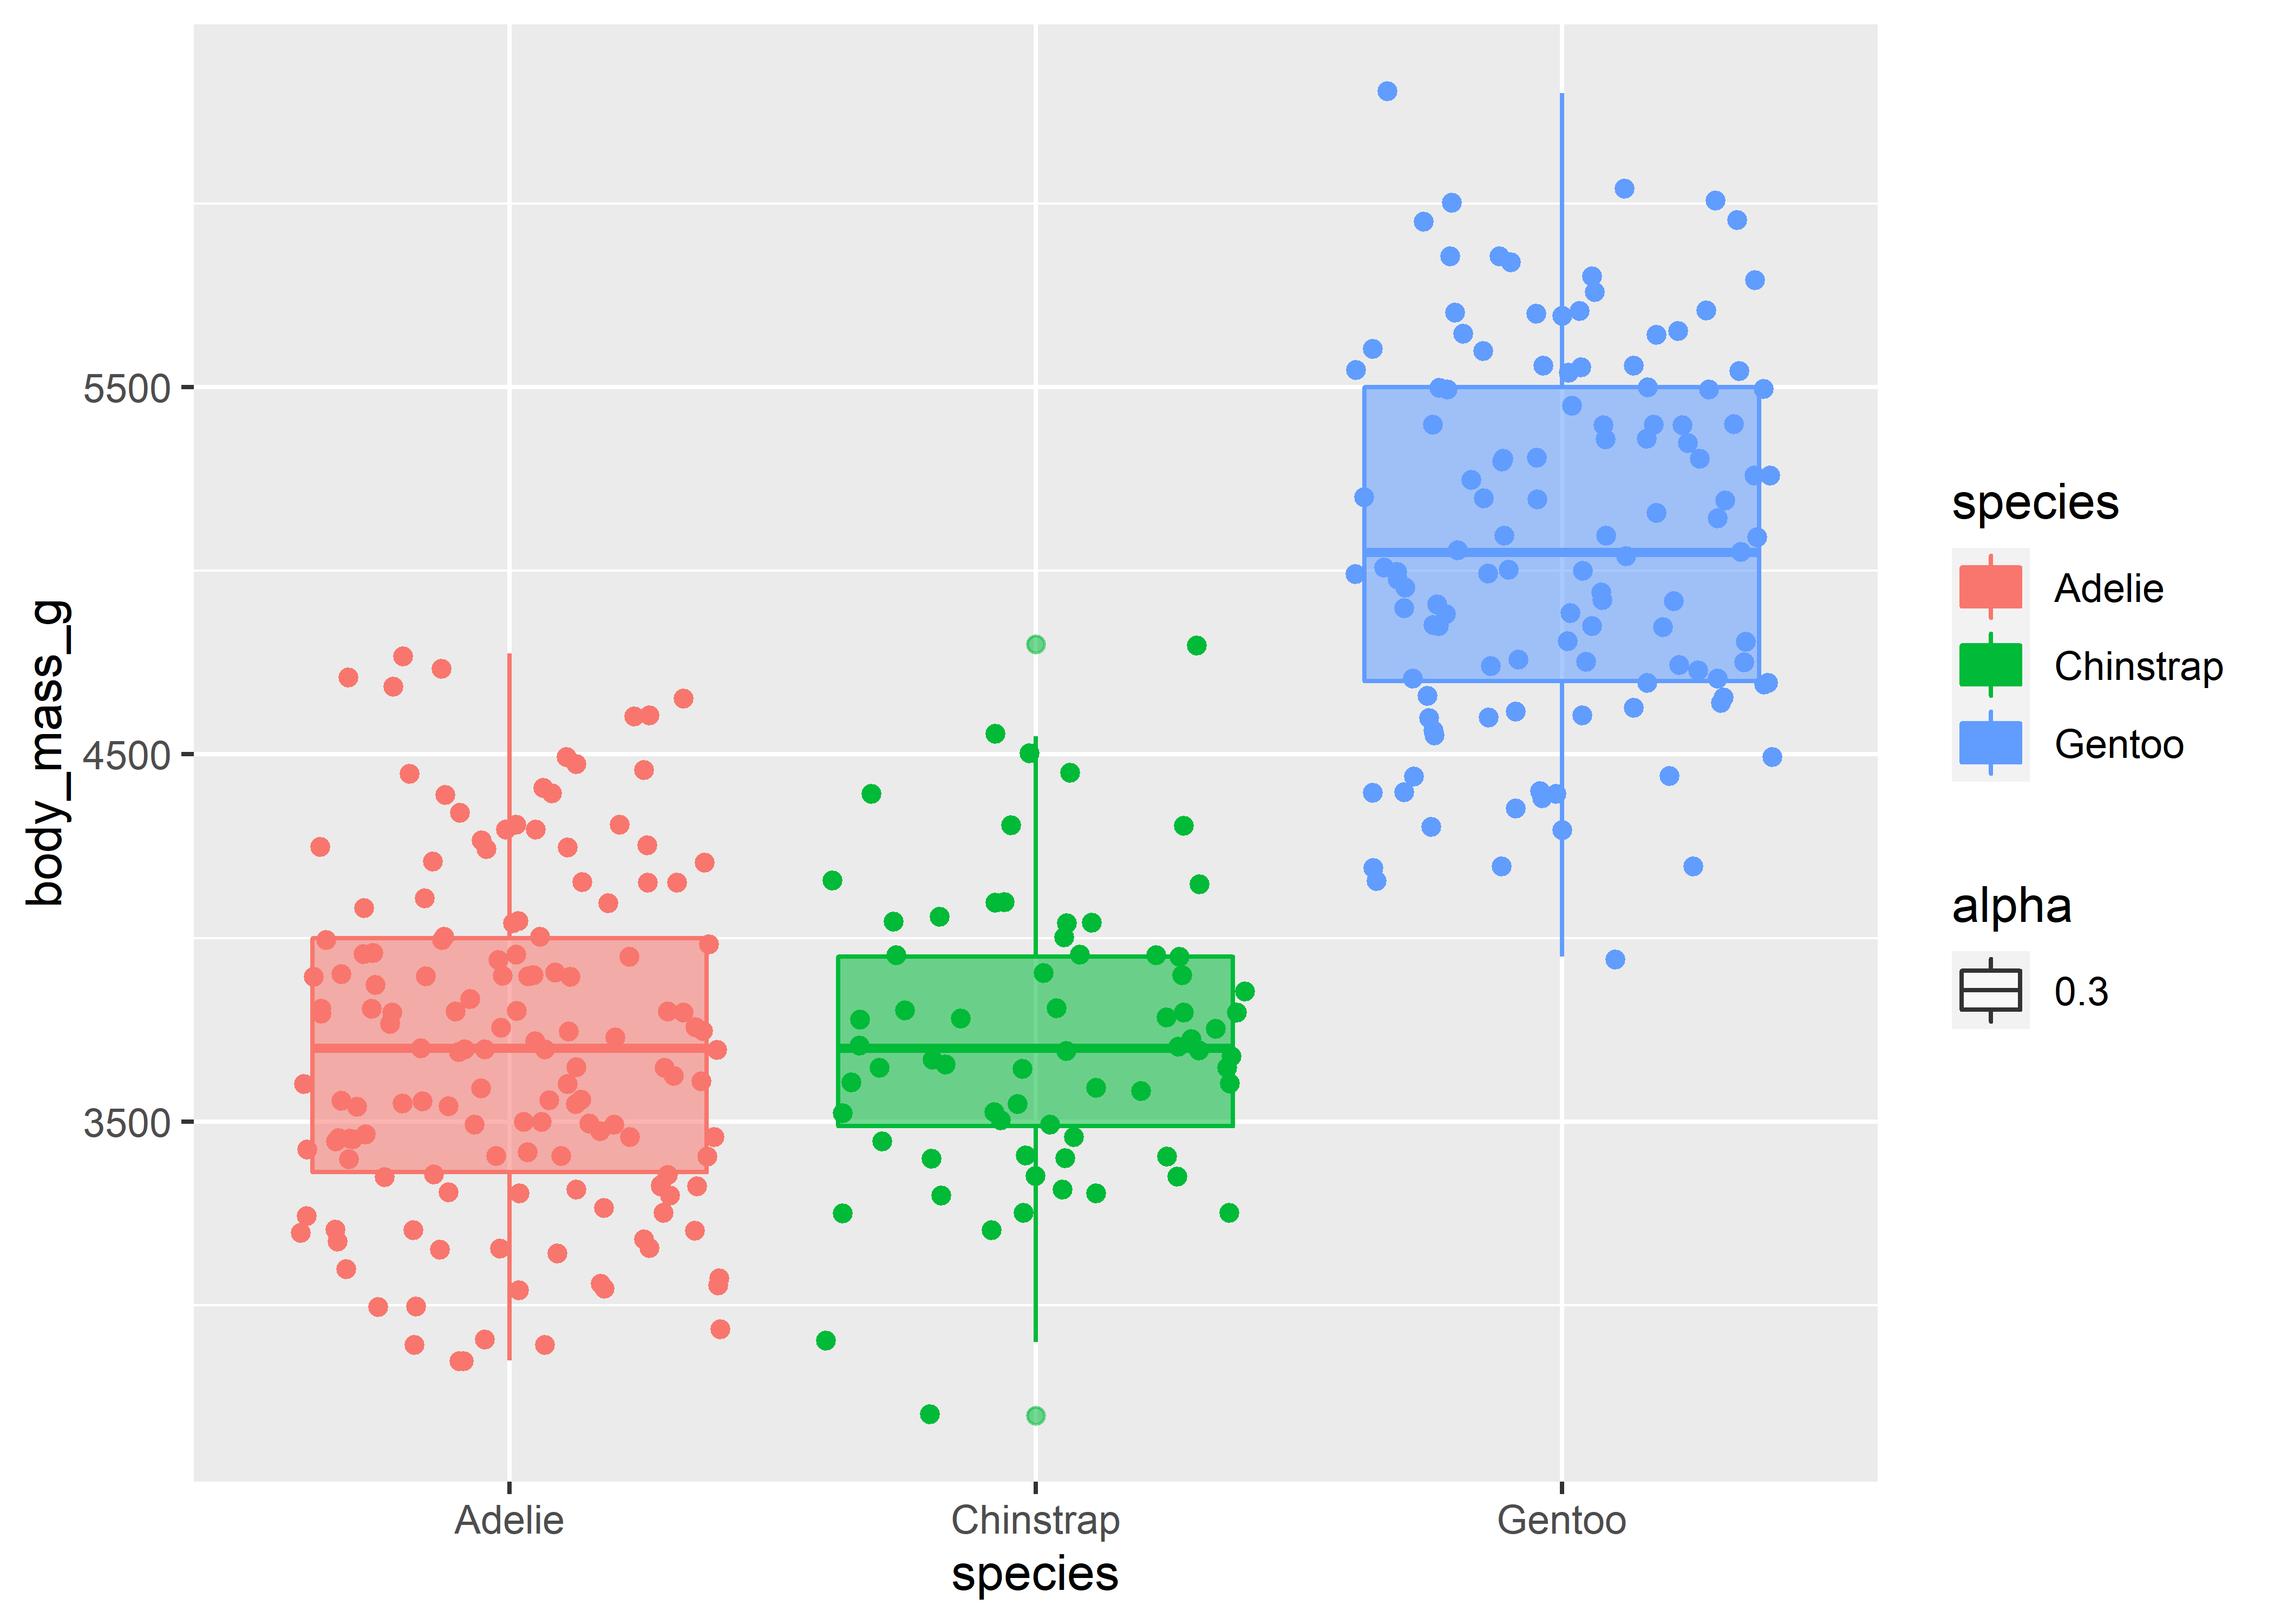 body_mass_g
5500
4500
3500
Adelie
Chinstrap
Gentoo
species
species
Adelie
Chinstrap
Gentoo
alpha
0.3